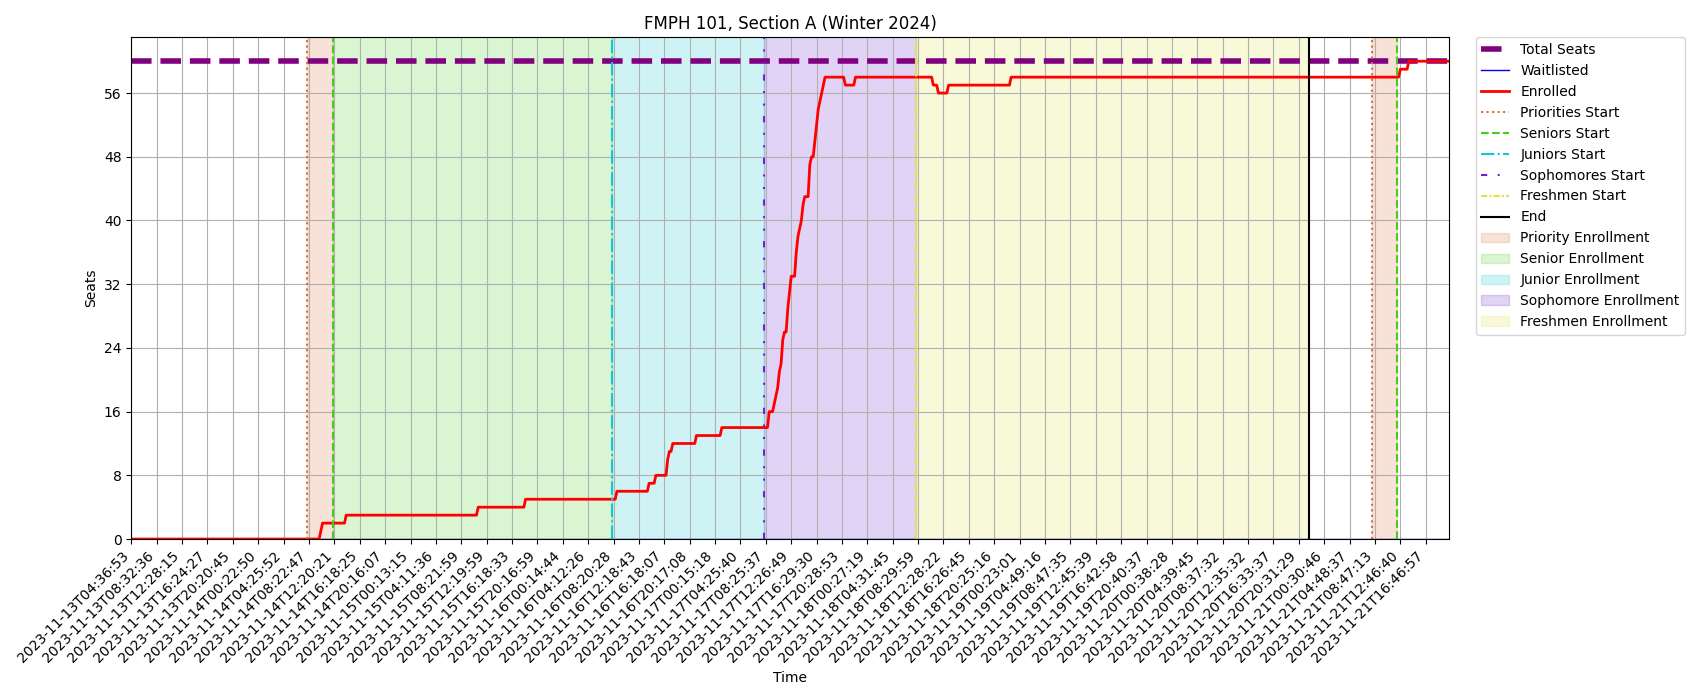 FMPH 101, Section A (Winter 2024)
Seats
56
48
40
32
24
16
8
0
2023-11-13T04:36:53
2023-11-13T08:32:36
2023-11-13T12:28:15
2023-11-13T16:24:27
2023-11-13T20:20:45
2023-11-14T00:22:50
2023-11-14T04:25:52
2023-11-14T08:22:47
2023-11-14T12:20:21
2023-11-14T16:18:25
2023-11-14T20:16:07
2023-11-15T00:13:15
2023-11-15T04:11:36
2023-11-15T08:21:59
2023-11-15T12:19:59
2023-11-15T16:18:33
2023-11-15T20:16:59
2023-11-16T00:14:44
2023-11-16T04:12:26
2023-11-16T08:20:28
2023-11-16T12:18:43
2023-11-16T16:18:07
2023-11-16T20:17:08
2023-11-17T00:15:18
2023-11-17T04:25:40
2023-11-17T08:25:37
2023-11-17T12:26:49
2023-11-17T16:29:30
2023-11-17T20:28:53
2023-11-18T00:27:19
2023-11-18T04:31:45
2023-11-18T08:29:59
2023-11-18T12:28:22
2023-11-18T16:26:45
2023-11-18T20:25:16
2023-11-19T00:23:01
2023-11-19T04:49:16
2023-11-19T08:47:35
2023-11-19T12:45:39
2023-11-19T16:42:58
2023-11-19T20:40:37
2023-11-20T00:38:28
2023-11-20T04:39:45
2023-11-20T08:37:32
2023-11-20T12:35:32
2023-11-20T16:33:37
2023-11-20T20:31:29
2023-11-21T00:30:46
2023-11-21T04:48:37
2023-11-21T08:47:13
2023-11-21T12:46:40
2023-11-21T16:46:57
Time
Total Seats
Waitlisted
Enrolled
Priorities Start
Seniors Start
Juniors Start
Sophomores Start
Freshmen Start
End
Priority Enrollment
Senior Enrollment
Junior Enrollment
Sophomore Enrollment
Freshmen Enrollment